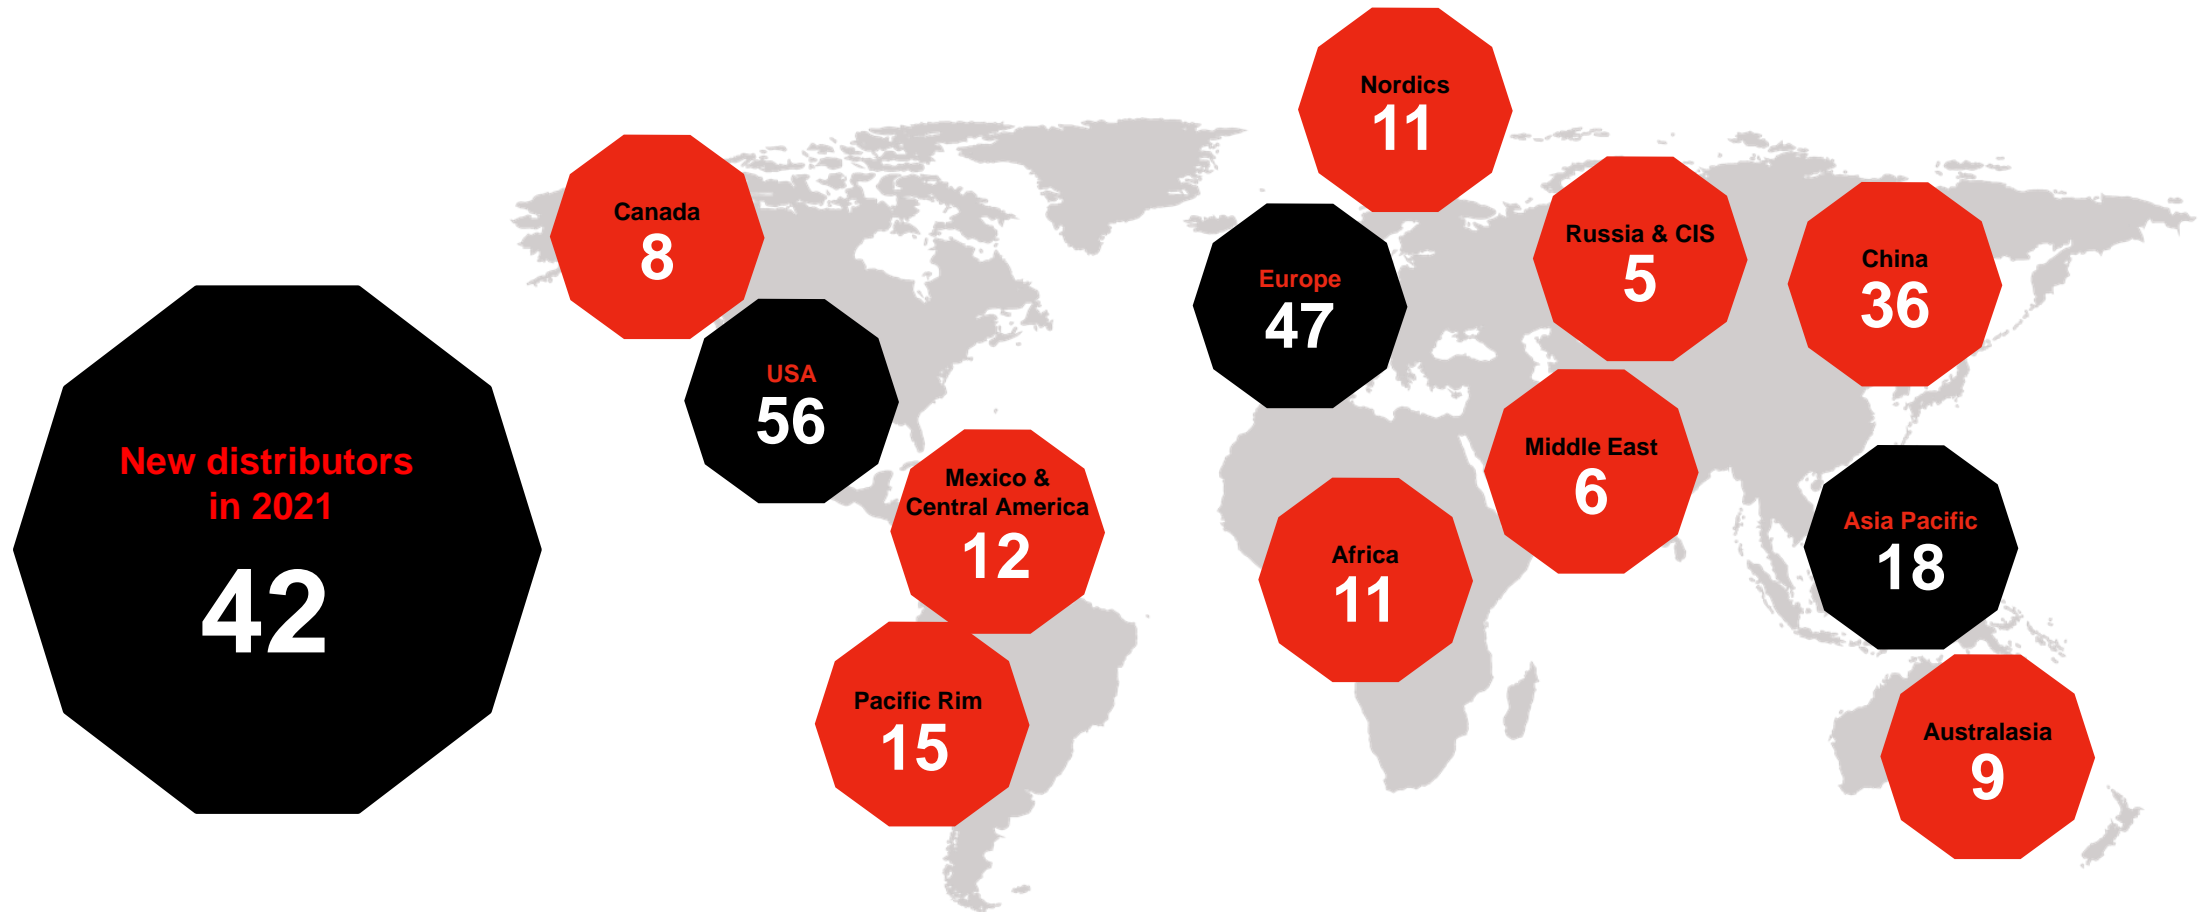 New distributors
in 2021
42
Canada
8
USA
56
Mexico &
Central America
12
Pacific Rim
15
Nordics
11
Europe
47
Russia & CIS
5
China
36
Middle East
6
Africa
11
Asia Pacific
18
Australasia
9